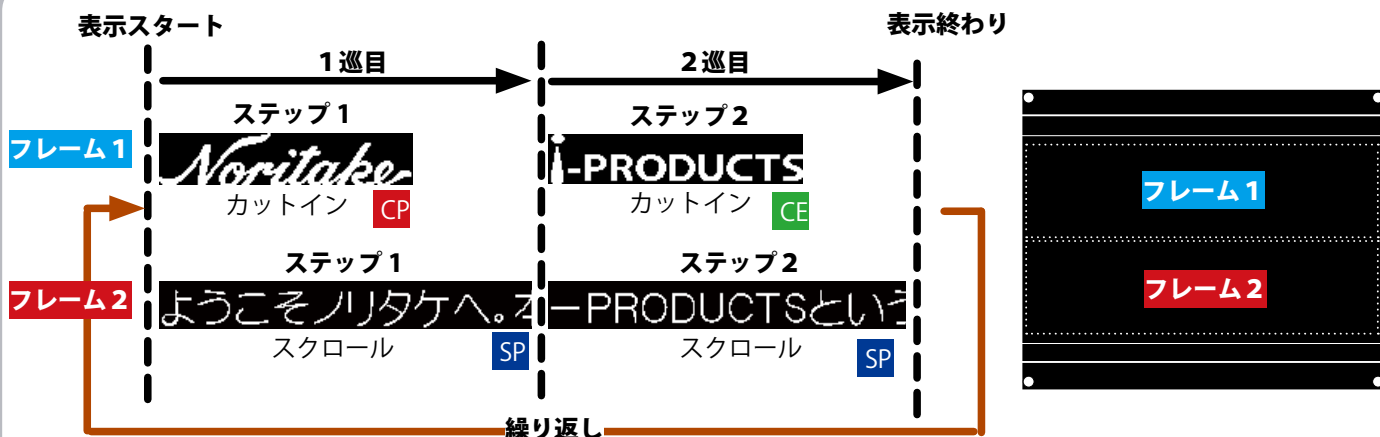 表示スタート
表示終わり
1巡目
2巡目
ステップ1
ステップ2
フレーム1
Noritake
i-PRODUCTS
カットイン
CP
カットイン
CE
フレーム1
ステップ1
ステップ2
フレーム2
ようこそノリタケへ。本
ーPRODUCTSという
スクロール
SP
スクロール
SP
フレーム2
繰り返し